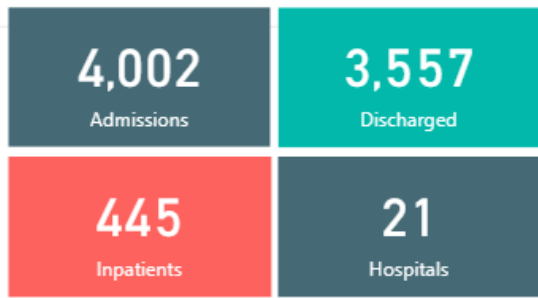 4,002
Admissions
3,557
Discharged
445
Inpatients
21
Hospitals